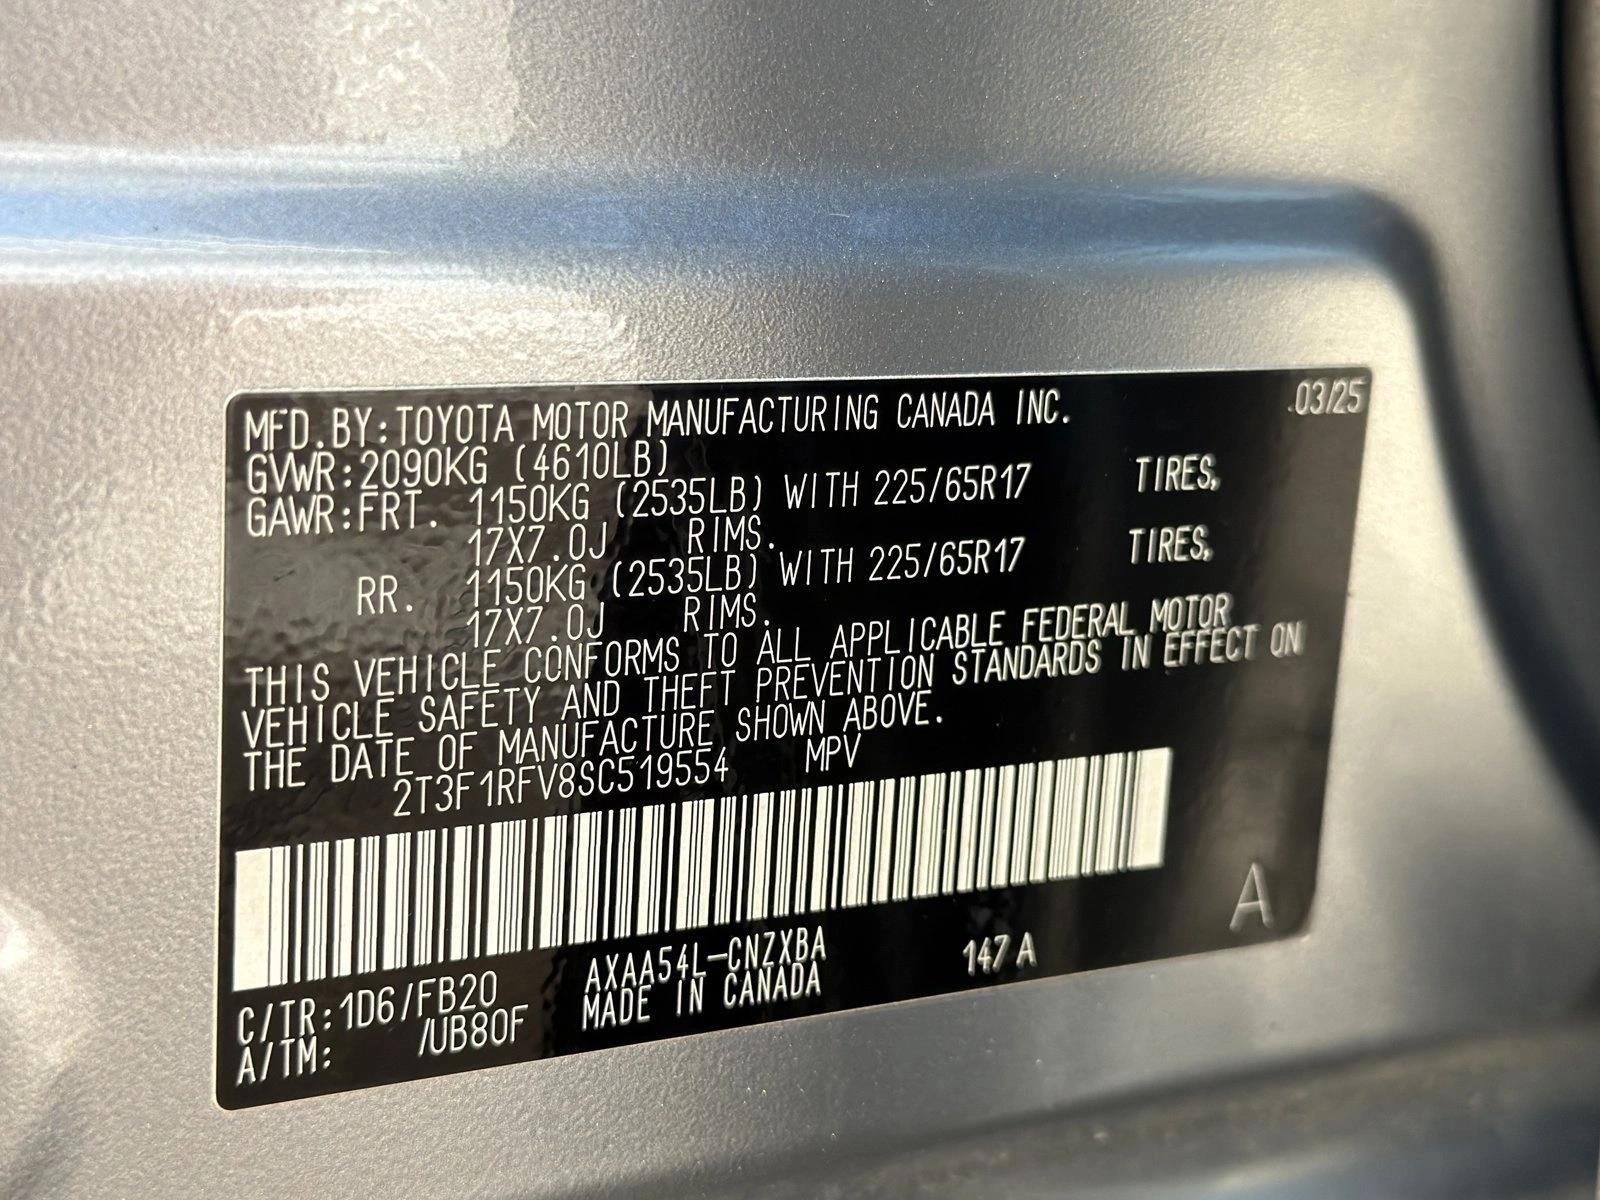 03/25
MFD.BY:TOYOTA MOTOR MANUFACTURING CANADA INC.
GVWR:2090KG (4610LB)
GAWR:FRT. 1150KG (2535LB) WITH 225/65R17 TIRES,
17X7.0J RIMS.
RR. 1150KG (2535LB) WITH 225/65R17 TIRES,
17X7.0J RIMS.
THIS VEHICLE CONFORMS TO ALL APPLICABLE FEDERAL MOTOR
VEHICLE SAFETY AND THEFT PREVENTION STANDARDS IN EFFECT ON
THE DATE OF MANUFACTURE SHOWN ABOVE.
2T3F1RFV8SC519554 MPV
A
C/TR:1D6/FB20 AXAA54L-CNZXBA 147A
A/TM: /UB80F MADE IN CANADA